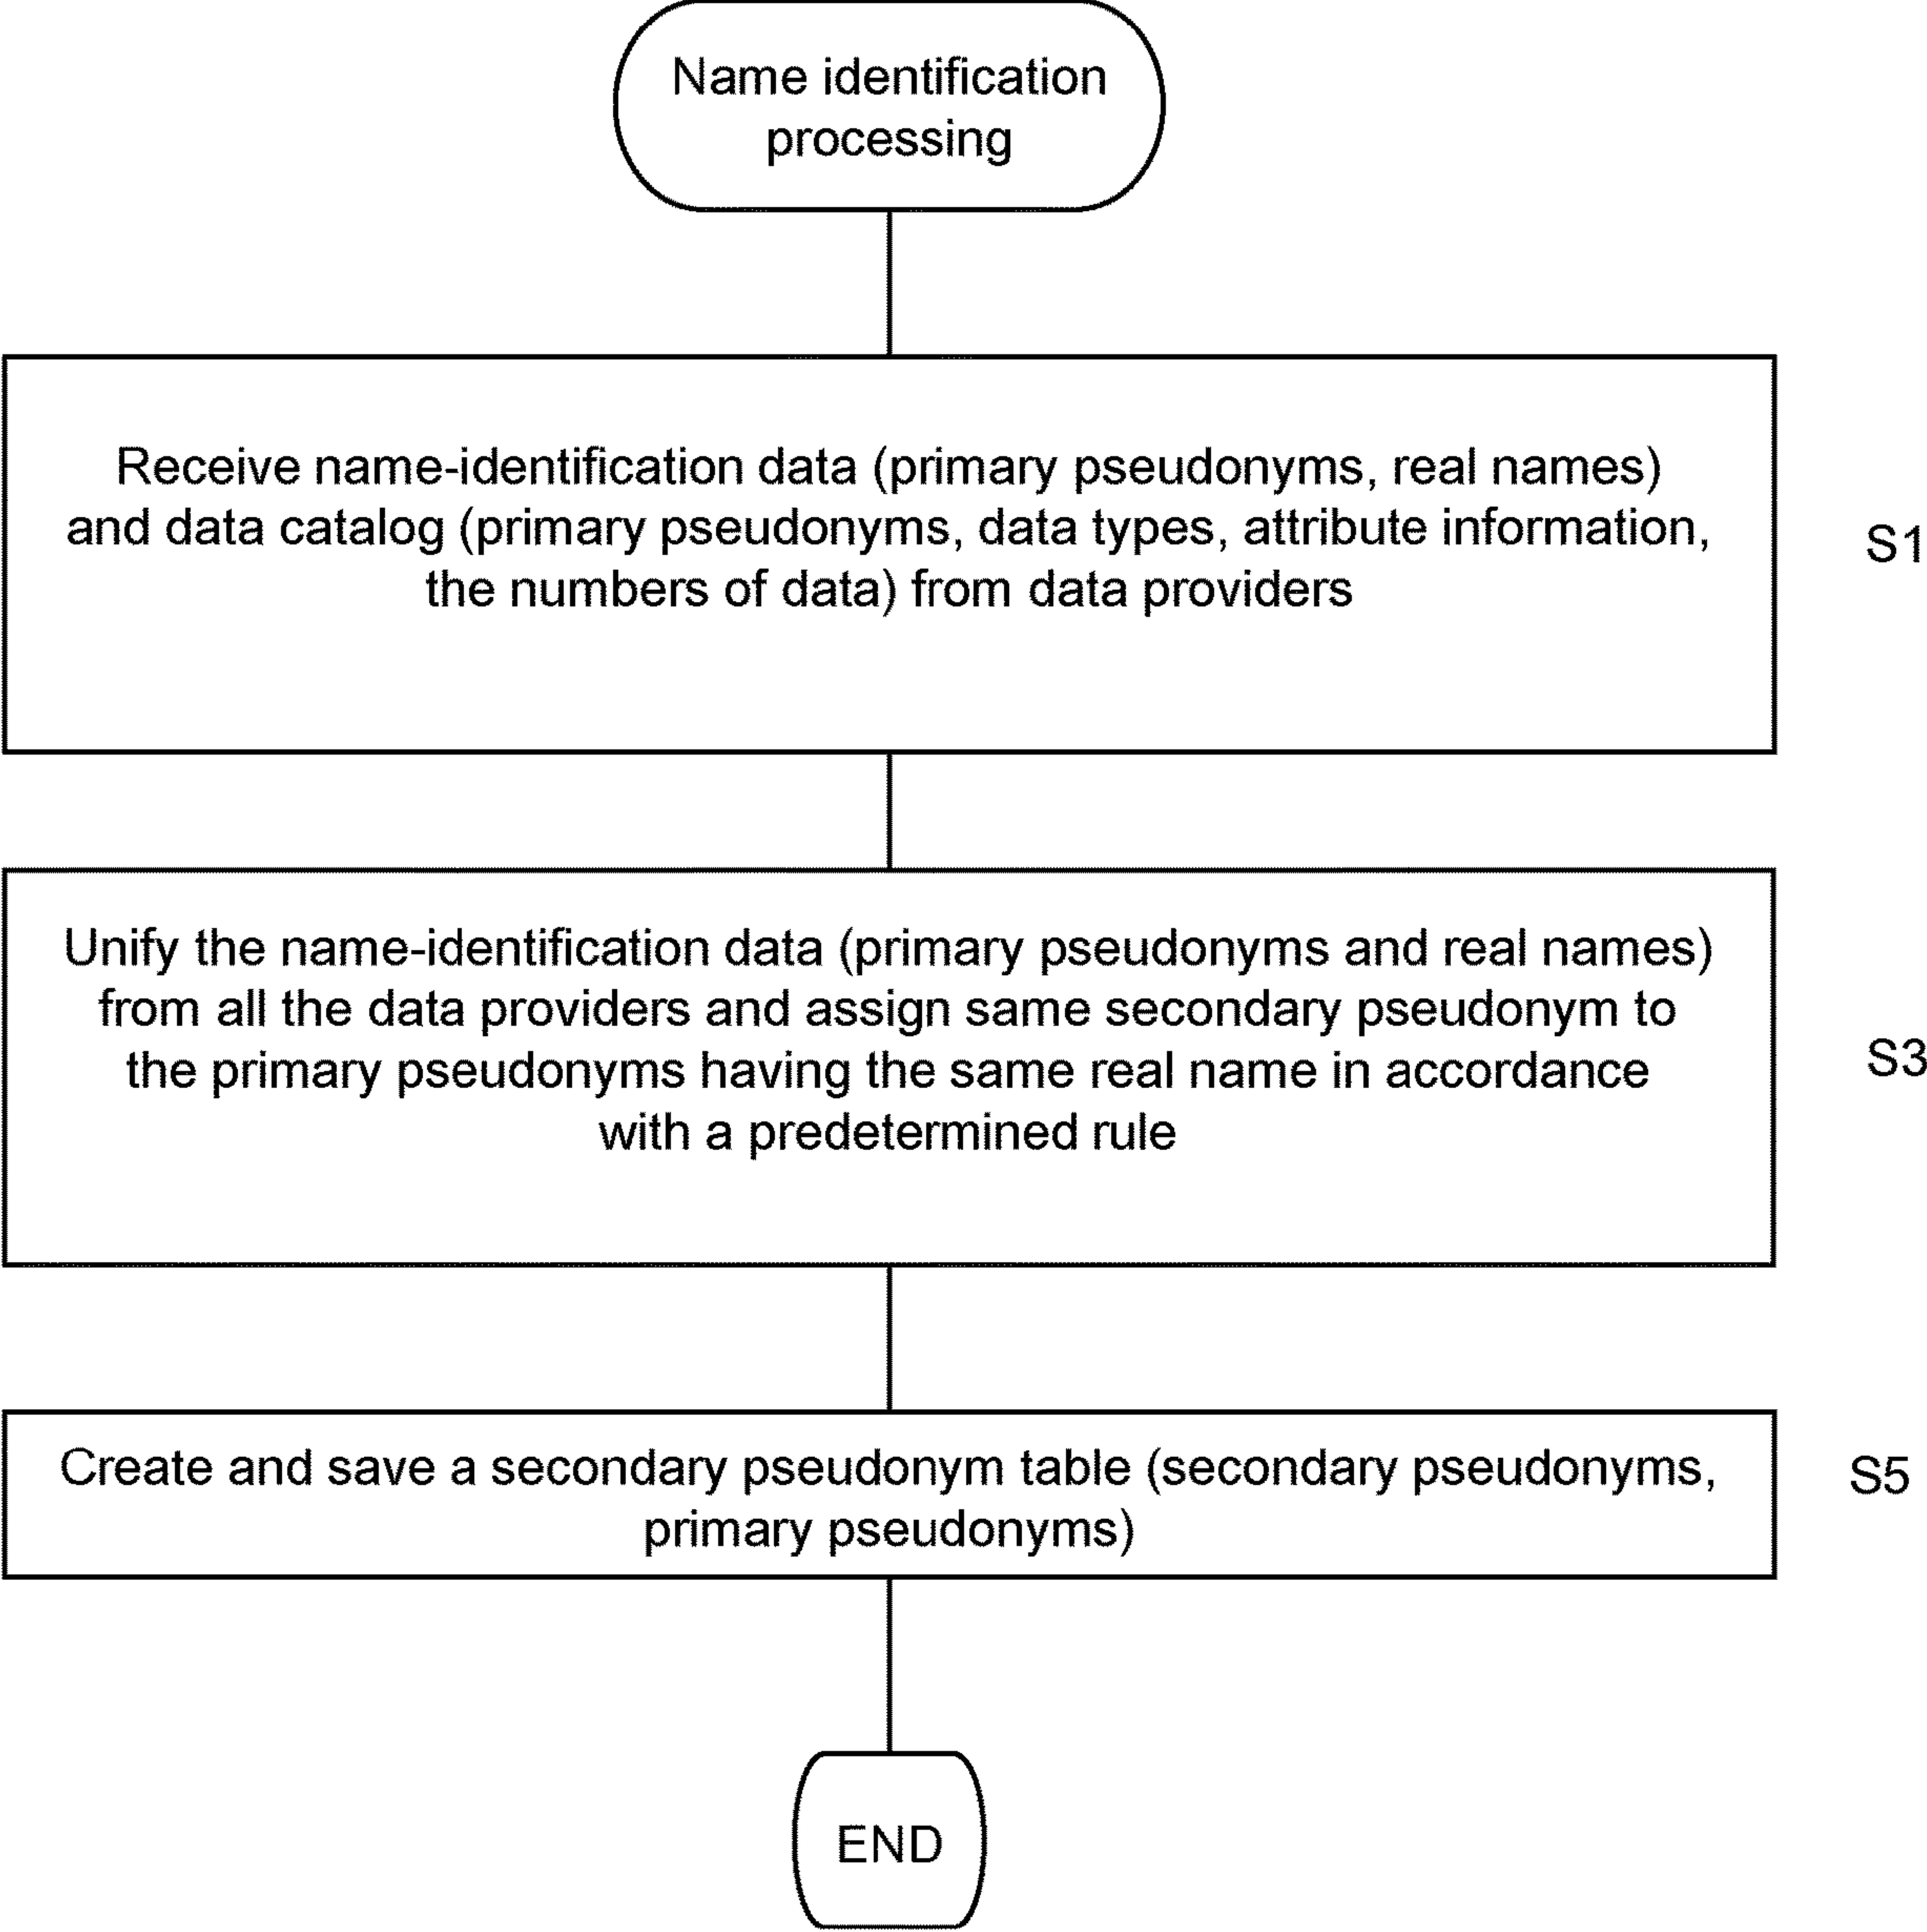 Name identification
processing
Receive name-identification data (primary pseudonyms, real names)
and data catalog (primary pseudonyms, data types, attribute information,
the numbers of data) from data providers
S1
Unify the name-identification data (primary pseudonyms and real names)
from all the data providers and assign same secondary pseudonym to
the primary pseudonyms having the same real name in accordance
with a predetermined rule
S3
Create and save a secondary pseudonym table (secondary pseudonyms,
primary pseudonyms)
S5
END